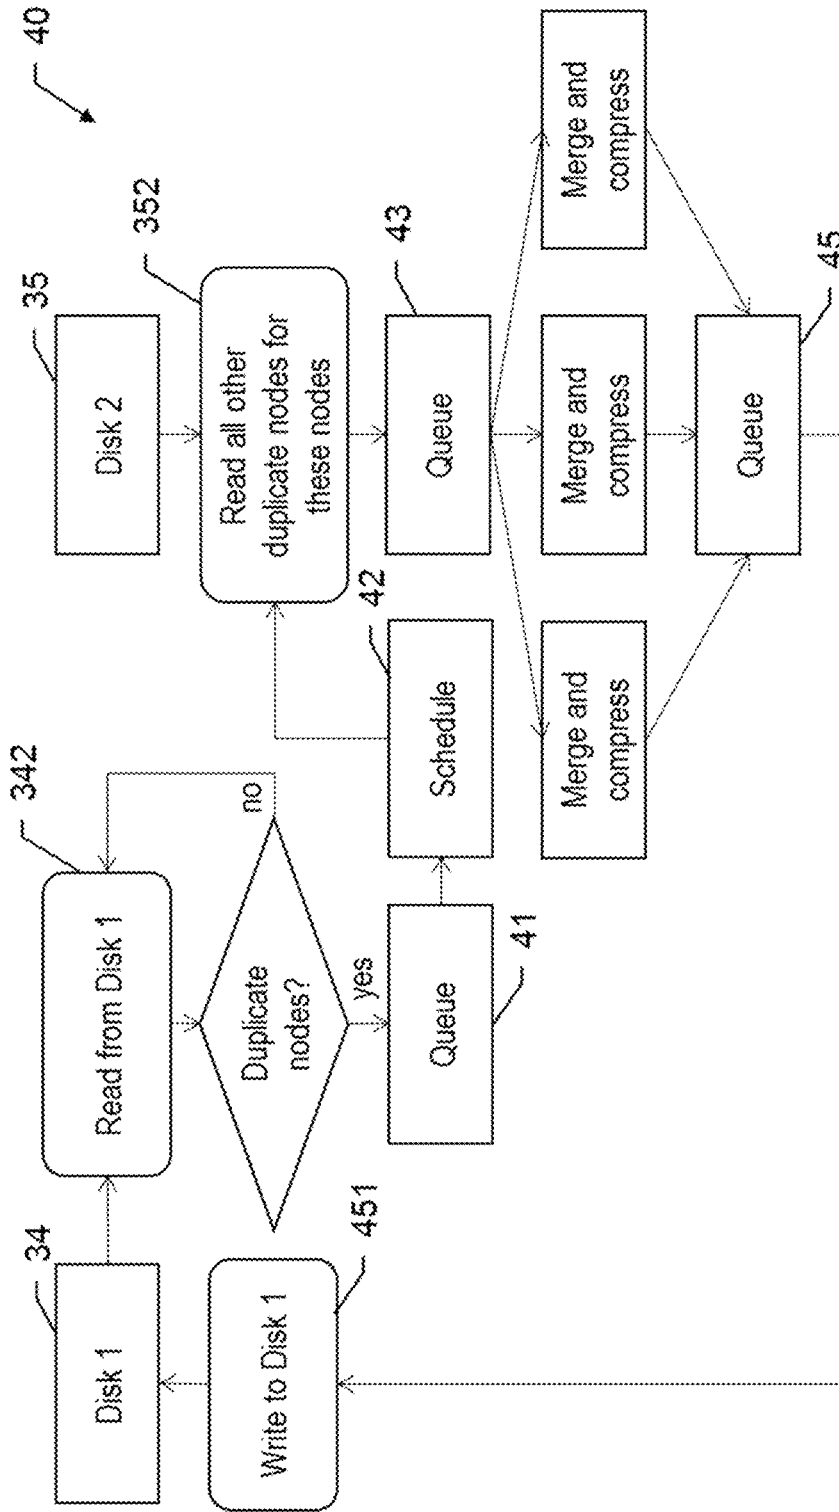 40
34
Disk 1
Write to Disk 1
451
342
Read from Disk 1
Duplicate
nodes?
no
yes
Queue
41
Schedule
42
35
Disk 2
352
Read all other
duplicate nodes for
these nodes
43
Queue
Merge and
compress
Merge and
compress
Merge and
compress
Queue
45